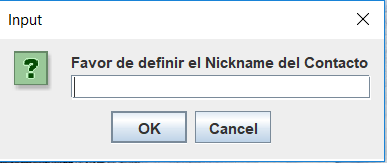 Input
Favor de definir el Nickname del Contacto
OK Cancel